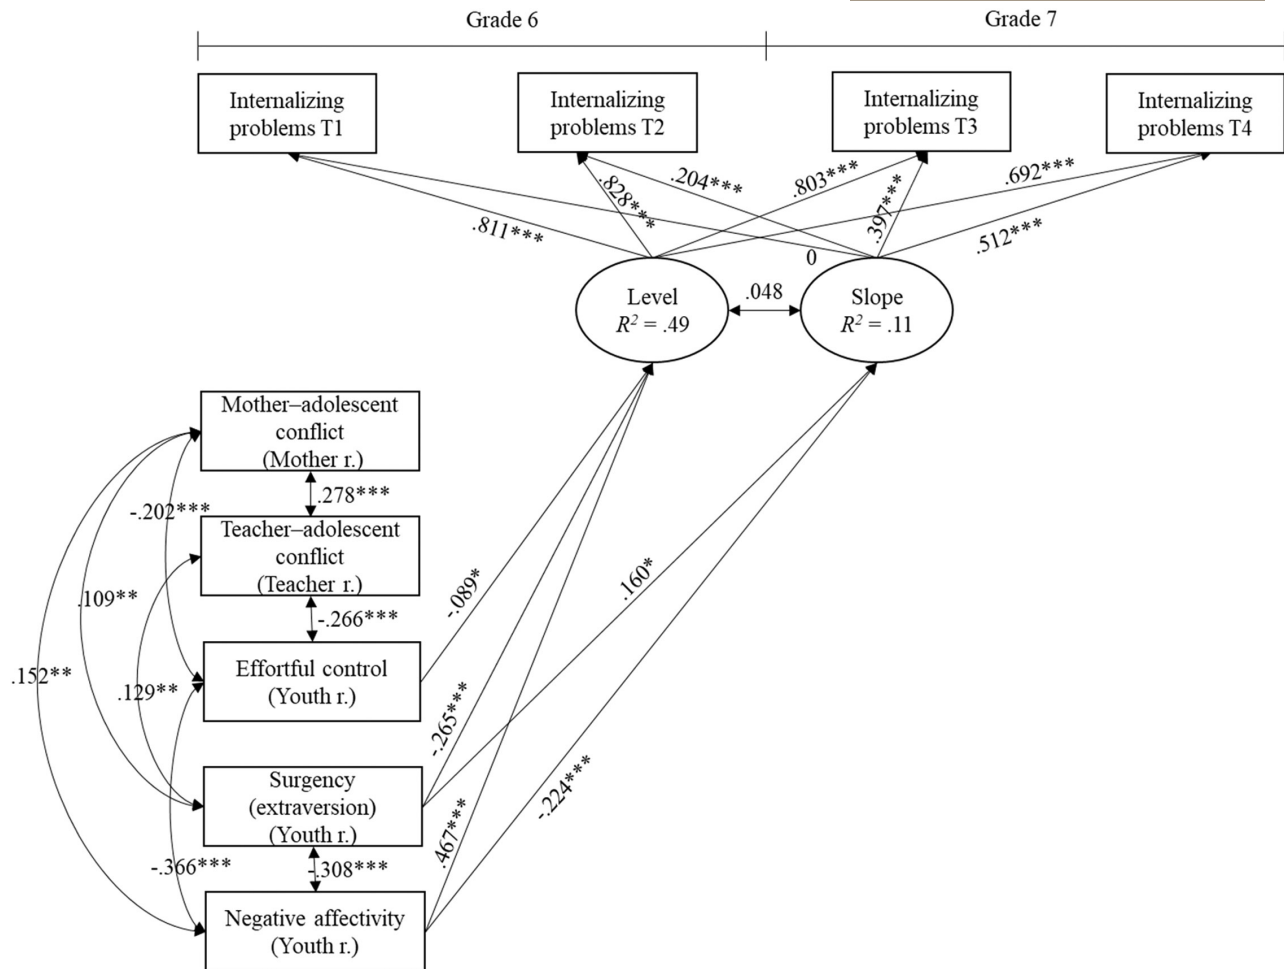 Grade 6
Grade 7
Internalizing
problems T1
Internalizing
problems T2
Internalizing
problems T3
Internalizing
problems T4
.811***
.828***
.204***
.803***
.397***
.692***
.512***
0
Level
R² = .49
.048
Slope
R² = .11
Mother–adolescent
conflict
(Mother r.)
.278***
-.202***
Teacher–adolescent
conflict
(Teacher r.)
-.266***
.109**
-.089*
.160*
Effortful control
(Youth r.)
.152**
.129**
-.265***
Surgency
(extraversion)
(Youth r.)
-.224***
.467***
-.366***
-.308***
Negative affectivity
(Youth r.)